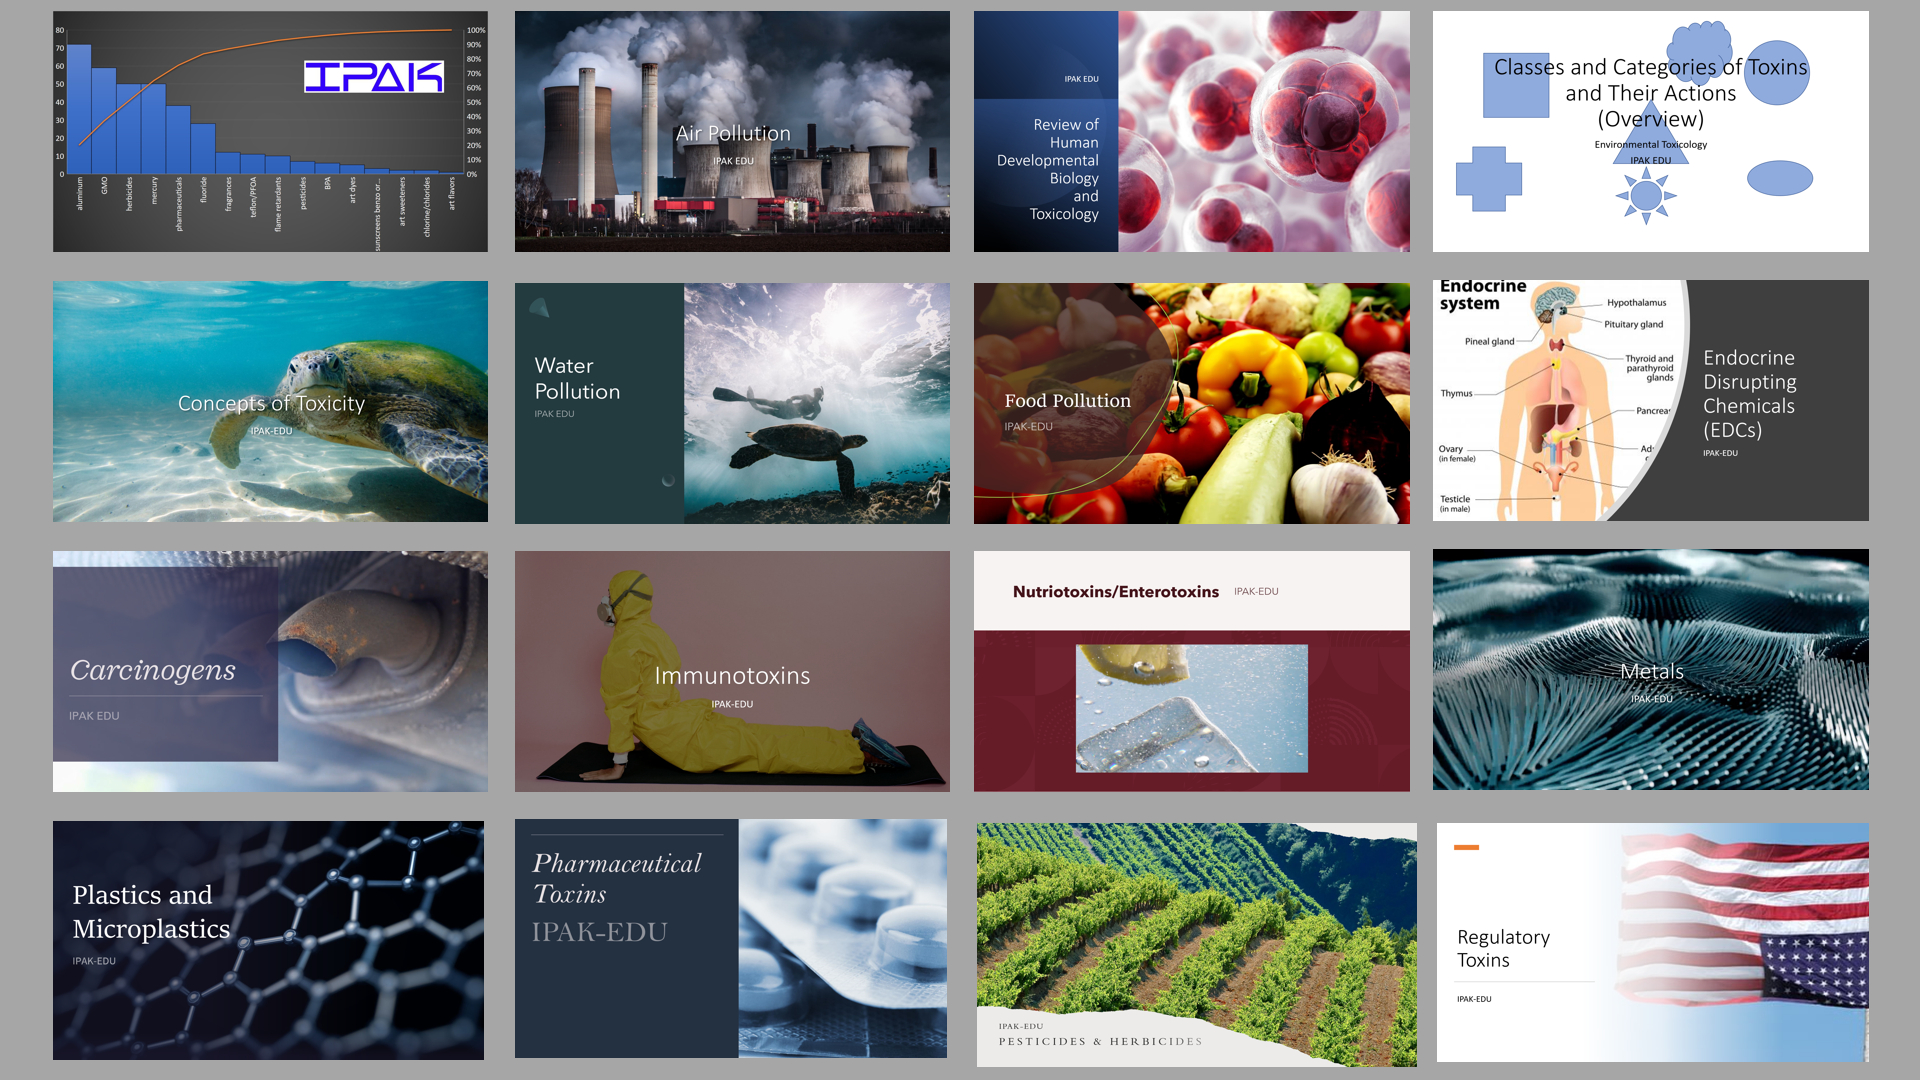 80
70
60
50
40
30
20
10
0
100%
90%
80%
70%
60%
50%
40%
30%
20%
10%
0%
IPAK
aluminum
GMO
herbicides
mercury
pharmaceuticals
fluoride
fragrances
teflon/PFOA
flame retardants
pesticides
BPA
art dyes
sunscreens benzo or...
art sweeteners
chlorine/chlorides
art flavors
Air Pollution
IPAK EDU
IPAK EDU
Review of
Human
Developmental
Biology
and
Toxicology
Classes and Categories of Toxins
and Their Actions
(Overview)
Environmental Toxicology
IPAK EDU
Concepts of Toxicity
IPAK-EDU
Water
Pollution
IPAK EDU
Food Pollution
IPAK-EDU
Endocrine
system
Hypothalamus
Pituitary gland
Pineal gland
Thyroid and
parathyroid
glands
Thymus
Pancreas
Ovary
(in female)
Ad
Testicle
(in male)
Endocrine
Disrupting
Chemicals
(EDCs)
IPAK-EDU
Carcinogens
IPAK EDU
Immunotoxins
IPAK-EDU
Nutriotoxins/Enterotoxins IPAK-EDU
Metals
IPAK-EDU
Plastics and
Microplastics
IPAK-EDU
Pharmaceutical
Toxins
IPAK-EDU
IPAK-EDU
PESTICIDES & HERBICIDES
Regulatory
Toxins
IPAK-EDU